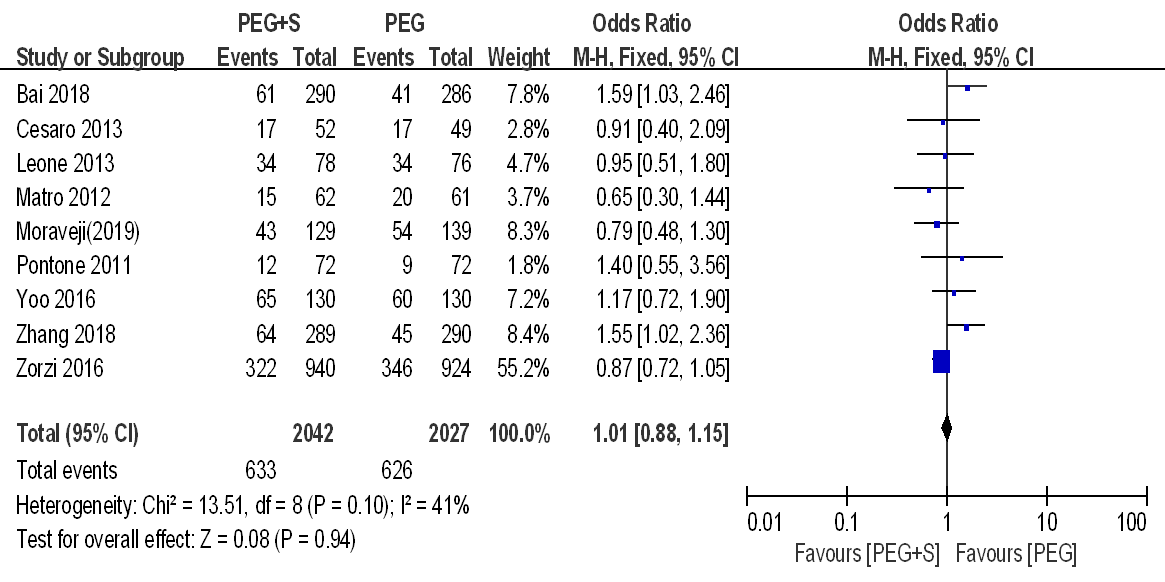 PEG+S PEG Odds Ratio Odds Ratio
Study or Subgroup Events Total Events Total Weight M-H, Fixed, 95% CI M-H, Fixed, 95% CI
Bai 2018 61 290 41 286 7.8% 1.59 [1.03, 2.46]
Cesaro 2013 17 52 17 49 2.8% 0.91 [0.40, 2.09]
Leone 2013 34 78 34 76 4.7% 0.95 [0.51, 1.80]
Matro 2012 15 62 20 61 3.7% 0.65 [0.30, 1.44]
Moraveji(2019) 43 129 54 139 8.3% 0.79 [0.48, 1.30]
Pontone 2011 12 72 9 72 1.8% 1.40 [0.55, 3.56]
Yoo 2016 65 130 60 130 7.2% 1.17 [0.72, 1.90]
Zhang 2018 64 289 45 290 8.4% 1.55 [1.02, 2.36]
Zorzi 2016 322 940 346 924 55.2% 0.87 [0.72, 1.05]
Total (95% CI) 2042 2027 100.0% 1.01 [0.88, 1.15]
Total events 633 626
Heterogeneity: Chi² = 13.51, df = 8 (P = 0.10); I² = 41%
Test for overall effect: Z = 0.08 (P = 0.94)
0.01 0.1 1 10 100
Favours [PEG+S] Favours [PEG]